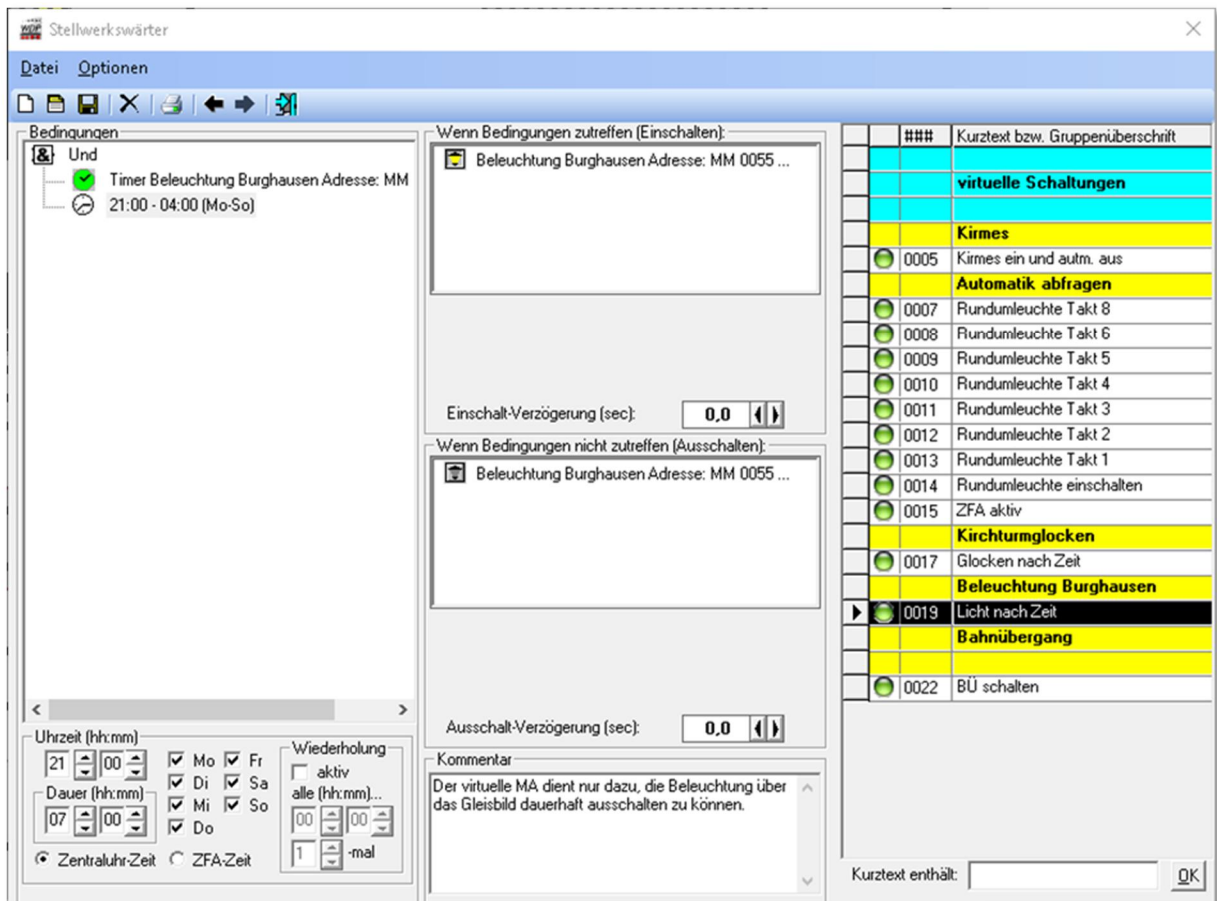 WDP
Stellwerkswärter
Datei Optionen
Bedingungen
& Und
Timer Beleuchtung Burghausen Adresse: MM
21:00 - 04:00 (Mo-So)
Uhrzeit (hh:mm)
21 00
Dauer (hh:mm)
07 00
Mo Fr
Di Sa
Mi So
Do
Zentraluhr-Zeit ZFA-Zeit
Wiederholung
aktiv
alle (hh:mm)...
00 00
1 -mal
Wenn Bedingungen zutreffen (Einschalten):
Beleuchtung Burghausen Adresse: MM 0055 ...
Einschalt-Verzögerung (sec): 0,0
Wenn Bedingungen nicht zutreffen (Ausschalten):
Beleuchtung Burghausen Adresse: MM 0055 ...
Ausschalt-Verzögerung (sec): 0,0
Kommentar
Der virtuelle MA dient nur dazu, die Beleuchtung über
das Gleisbild dauerhaft ausschalten zu können.
### Kurztext bzw. Gruppenüberschrift
virtuelle Schaltungen
Kirmes
0005 Kirmes ein und autm. aus
Automatik abfragen
0007 Rundumleuchte Takt 8
0008 Rundumleuchte Takt 6
0009 Rundumleuchte Takt 5
0010 Rundumleuchte Takt 4
0011 Rundumleuchte Takt 3
0012 Rundumleuchte Takt 2
0013 Rundumleuchte Takt 1
0014 Rundumleuchte einschalten
0015 ZFA aktiv
Kirchturmglocken
0017 Glocken nach Zeit
Beleuchtung Burghausen
0019 Licht nach Zeit
Bahnübergang
0022 BÜ schalten
Kurztext enthält: OK